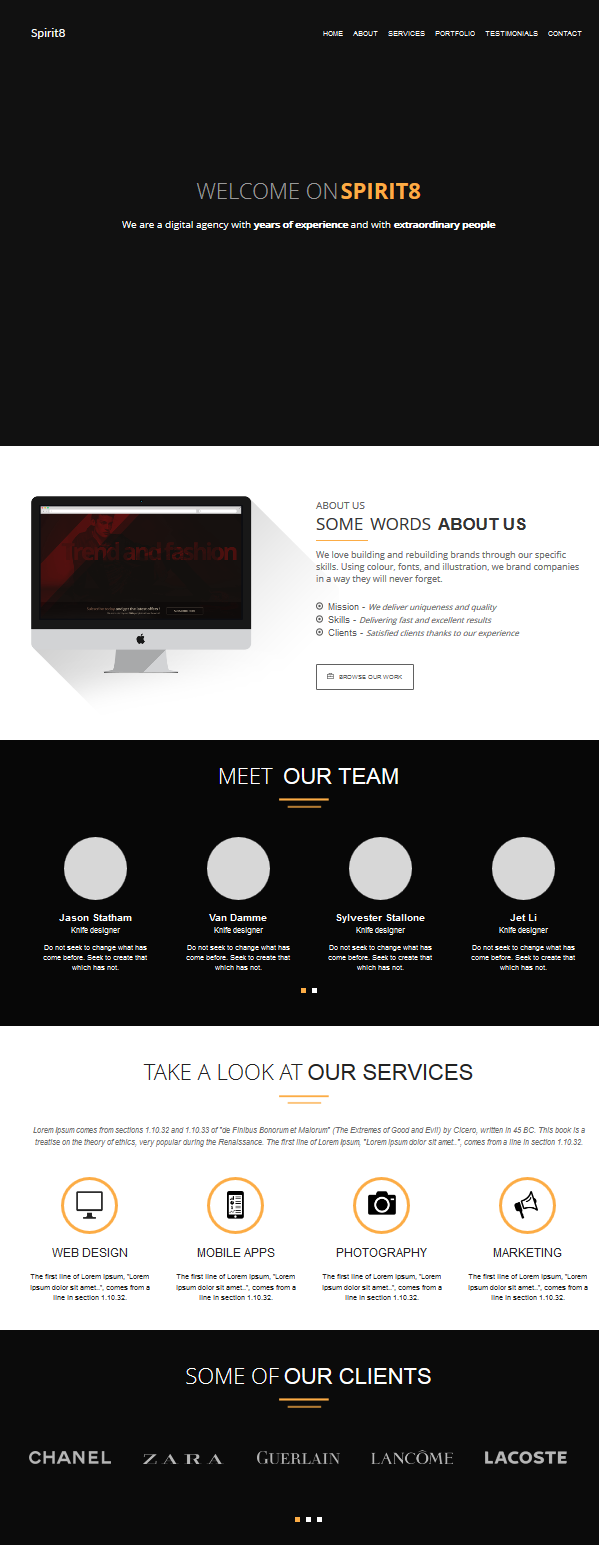 Spirit8
HOME ABOUT SERVICES PORTFOLIO TESTIMONIALS CONTACT
WELCOME ON SPIRIT8
We are a digital agency with years of experience and with extraordinary people
Trend and fashion
ABOUT US
SOME WORDS ABOUT US
We love building and rebuilding brands through our specific
skills. Using colour, fonts, and illustration, we brand companies
in a way they will never forget.
Mission - We deliver uniqueness and quality
Skills - Delivering fast and excellent results
Clients - Satisfied clients thanks to our experience
BROWSE OUR WORK
MEET OUR TEAM
Jason Statham
Knife designer
Do not seek to change what has
come before. Seek to create that
which has not.
Van Damme
Knife designer
Do not seek to change what has
come before. Seek to create that
which has not.
Sylvester Stallone
Knife designer
Do not seek to change what has
come before. Seek to create that
which has not.
Jet Li
Knife designer
Do not seek to change what has
come before. Seek to create that
which has not.
TAKE A LOOK AT OUR SERVICES
Lorem Ipsum comes from sections 1.10.32 and 1.10.33 of "de Finibus Bonorum et Malorum" (The Extremes of Good and Evil) by Cicero, written in 45 BC. This book is a
treatise on the theory of ethics, very popular during the Renaissance. The first line of Lorem Ipsum, "Lorem ipsum dolor sit amet..", comes from a line in section 1.10.32.
WEB DESIGN
The first line of Lorem Ipsum, "Lorem
ipsum dolor sit amet..", comes from a
line in section 1.10.32.
MOBILE APPS
The first line of Lorem Ipsum, "Lorem
ipsum dolor sit amet..", comes from a
line in section 1.10.32.
PHOTOGRAPHY
The first line of Lorem Ipsum, "Lorem
ipsum dolor sit amet..", comes from a
line in section 1.10.32.
MARKETING
The first line of Lorem Ipsum, "Lorem
ipsum dolor sit amet..", comes from a
line in section 1.10.32.
SOME OF OUR CLIENTS
CHANEL ZARA GUERLAIN LANCÔME LACOSTE